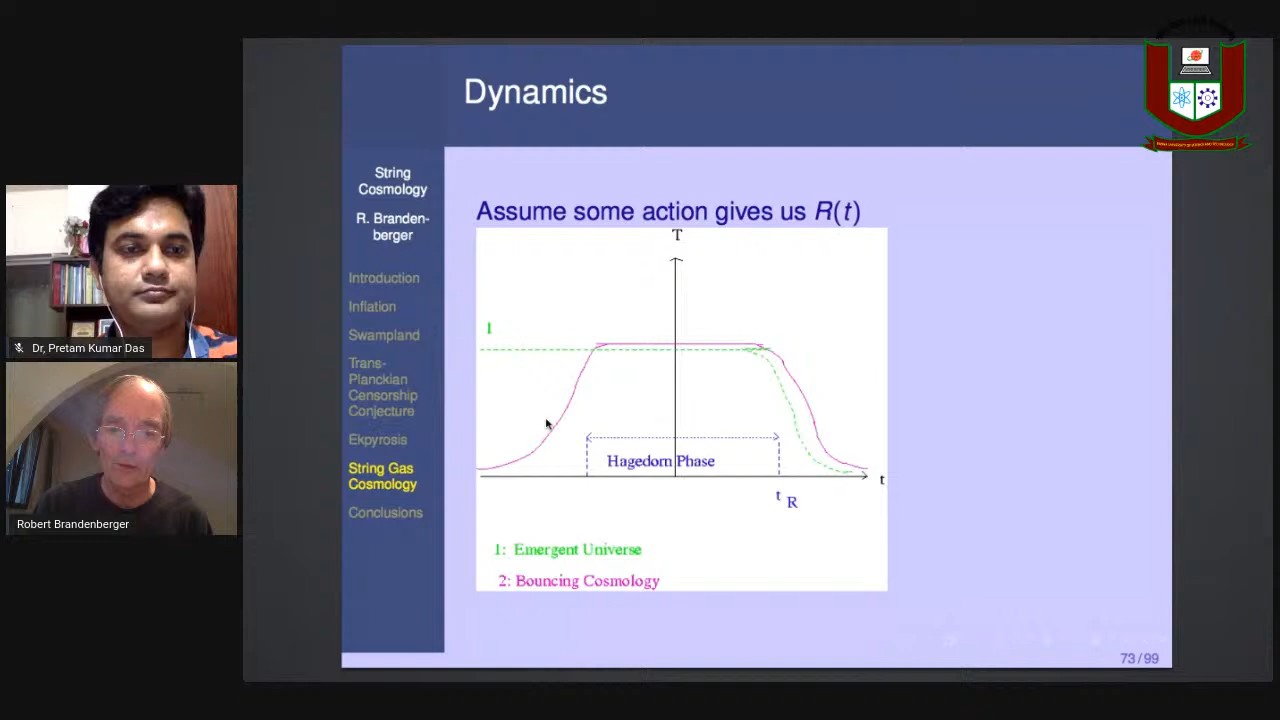 Dynamics
String
Cosmology
R. Branden-
berger
Introduction
Inflation
Swampland
Trans-
Planckian
Censorship
Conjecture
Ekpyrosis
String Gas
Cosmology
Conclusions
Assume some action gives us R(t)
T
1
Hagedorn Phase
t
t R
1: Emergent Universe
2: Bouncing Cosmology
73/99
Dr, Pretam Kumar Das
Robert Brandenberger